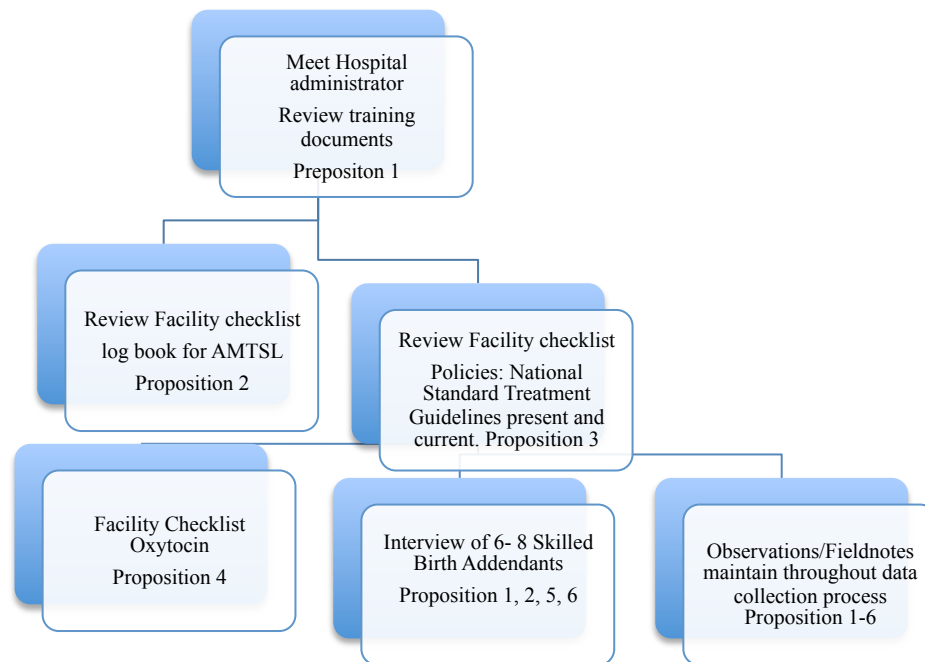 Meet Hospital
administrator
Review training
documents
Prepositon 1
Review Facility checklist
log book for AMTSL
Proposition 2
Review Facility checklist
Policies: National
Standard Treatment
Guidelines present and
current. Proposition 3
Facility Checklist
Oxytocin
Proposition 4
Interview of 6- 8 Skilled
Birth Addendants
Proposition 1, 2, 5, 6
Observations/Fieldnotes
maintain throughout data
collection process
Proposition 1-6